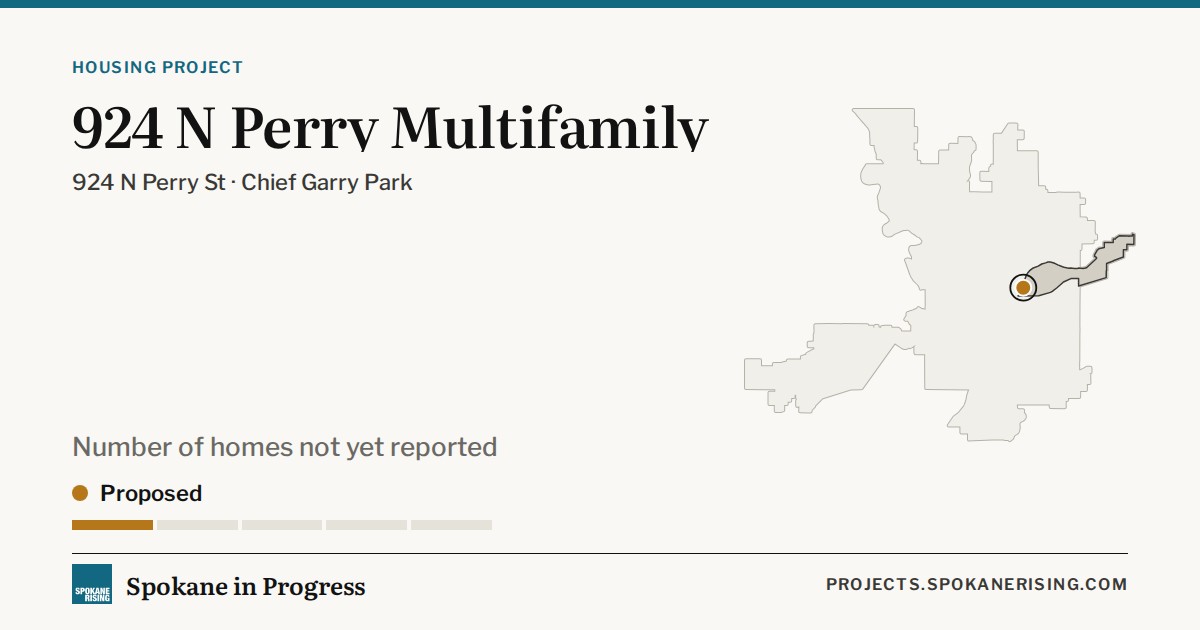 HOUSING PROJECT
924 N Perry Multifamily
924 N Perry St · Chief Garry Park
Number of homes not yet reported
Proposed
SPOKANE
RISING
Spokane in Progress
PROJECTS.SPOKANERISING.COM